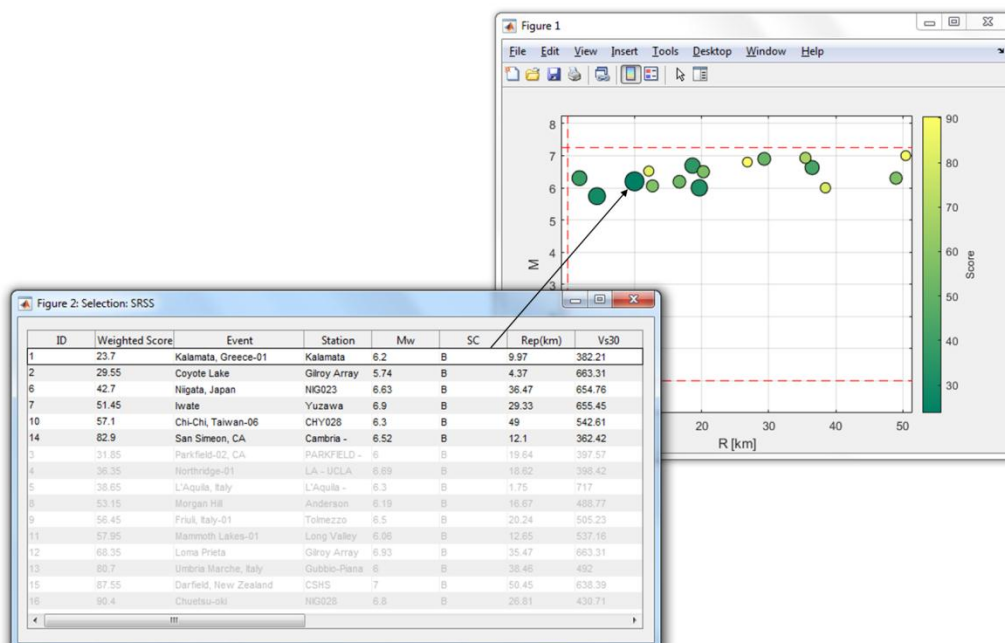 Figure 1
File Edit View Insert Tools Desktop Window Help
8
7
6
5
4
3
M
20 30 40 50
R [km]
90
80
70
60
50
40
30
Score
Figure 2: Selection: SRSS
ID Weighted Score Event Station Mw SC Rep(km) Vs30
1 23.7 Kalamata, Greece-01 Kalamata 6.2 B 9.97 382.21
2 29.55 Coyote Lake Gilroy Array 5.74 B 4.37 663.31
6 42.7 Niigata, Japan NIG023 6.63 B 36.47 654.76
7 51.45 Iwate Yuzawa 6.9 B 29.33 655.45
10 57.1 Chi-Chi, Taiwan-06 CHY028 6.3 B 49 542.61
14 82.9 San Simeon, CA Cambria - 6.52 B 12.1 362.42
3 31.85 Parkfield-02, CA PARKFIELD - 6 B 19.64 397.57
4 36.35 Northridge-01 LA - UCLA 6.69 B 18.62 398.42
5 38.65 L'Aquila, Italy L'Aquila - 6.3 B 1.75 717
8 53.15 Morgan Hill Anderson 6.19 B 16.67 488.77
9 56.45 Friuli, Italy-01 Tolmezzo 6.5 B 20.24 505.23
11 57.95 Mammoth Lakes-01 Long Valley 6.06 B 12.65 537.16
12 68.35 Loma Prieta Gilroy Array 6.93 B 35.47 663.31
13 80.7 Umbria Marche, Italy Gubbio-Piana 6 B 38.46 492
15 87.55 Darfield, New Zealand CSHS 7 B 50.45 638.39
16 90.4 Chuetsu-oki NIG028 6.8 B 26.81 430.71